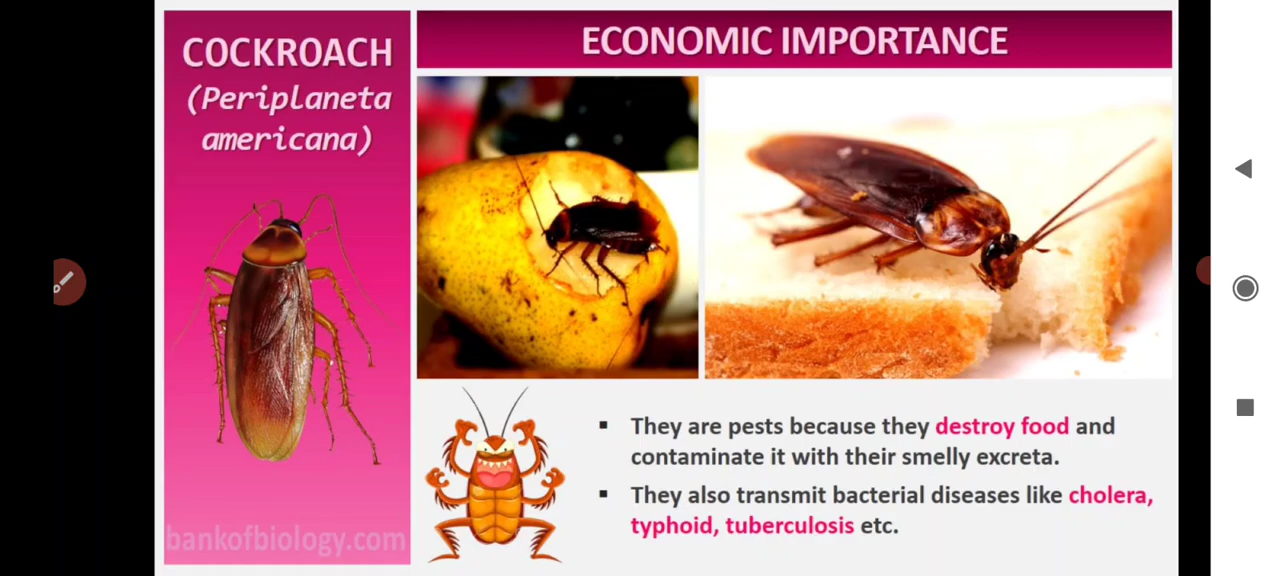 COCKROACH
(Periplaneta
americana)
bankofbiology.com
ECONOMIC IMPORTANCE
▪ They are pests because they destroy food and
contaminate it with their smelly excreta.
▪ They also transmit bacterial diseases like cholera,
typhoid, tuberculosis etc.